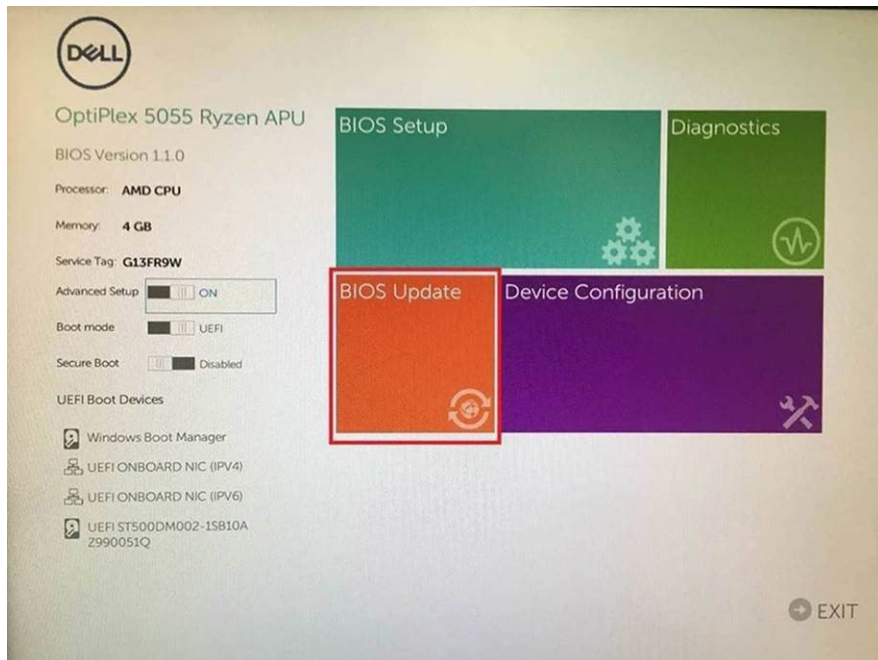 DELL
OptiPlex 5055 Ryzen APU
BIOS Version 1.1.0
Processor: AMD CPU
Memory: 4 GB
Service Tag: G13FR9W
Advanced Setup ON
Boot mode UEFI
Secure Boot Disabled
UEFI Boot Devices
Windows Boot Manager
UEFI ONBOARD NIC (IPV4)
UEFI ONBOARD NIC (IPV6)
UEFI ST500DM002-1SB10A
Z990051Q
BIOS Setup
Diagnostics
BIOS Update
Device Configuration
EXIT